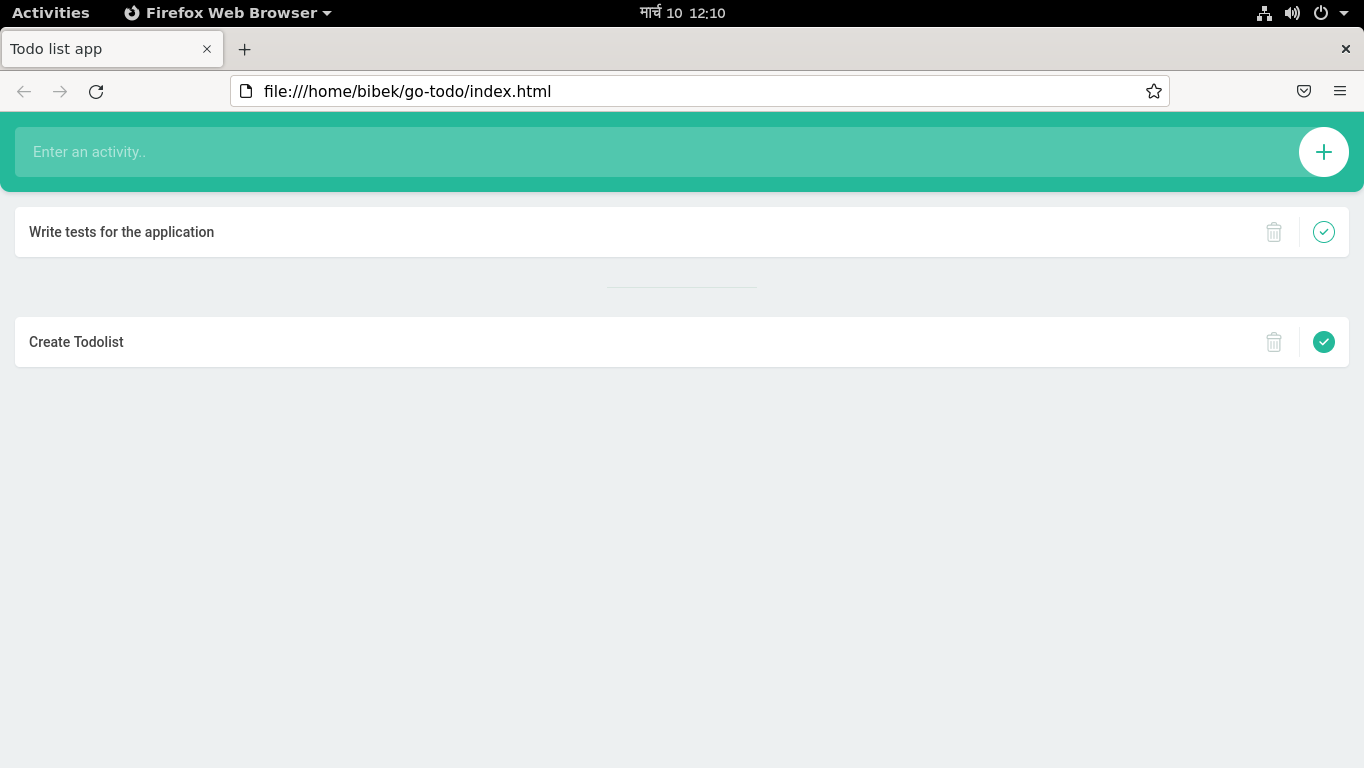 Activities Firefox Web Browser मार्च 10 12:10
Todo list app
file:///home/bibek/go-todo/index.html
Enter an activity..
Write tests for the application
Create Todolist